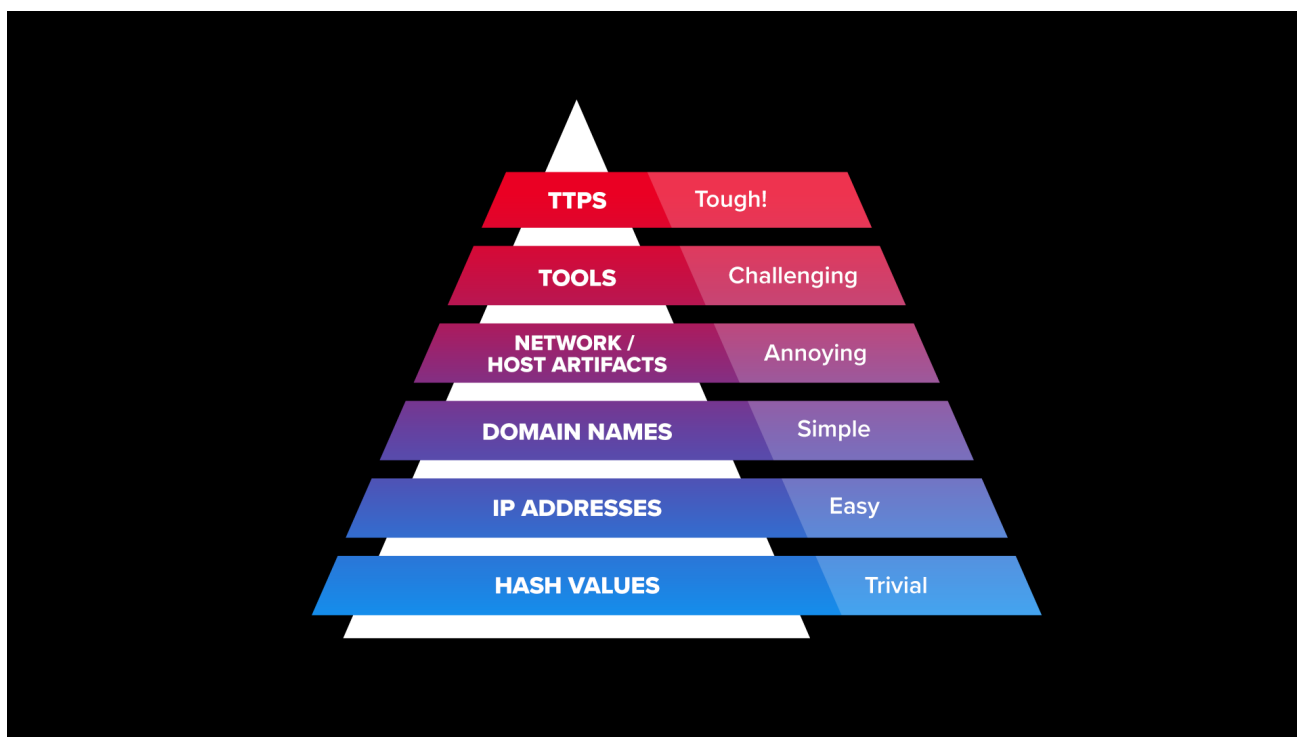 TTPS Tough!
TOOLS Challenging
NETWORK /
HOST ARTIFACTS Annoying
DOMAIN NAMES Simple
IP ADDRESSES Easy
HASH VALUES Trivial